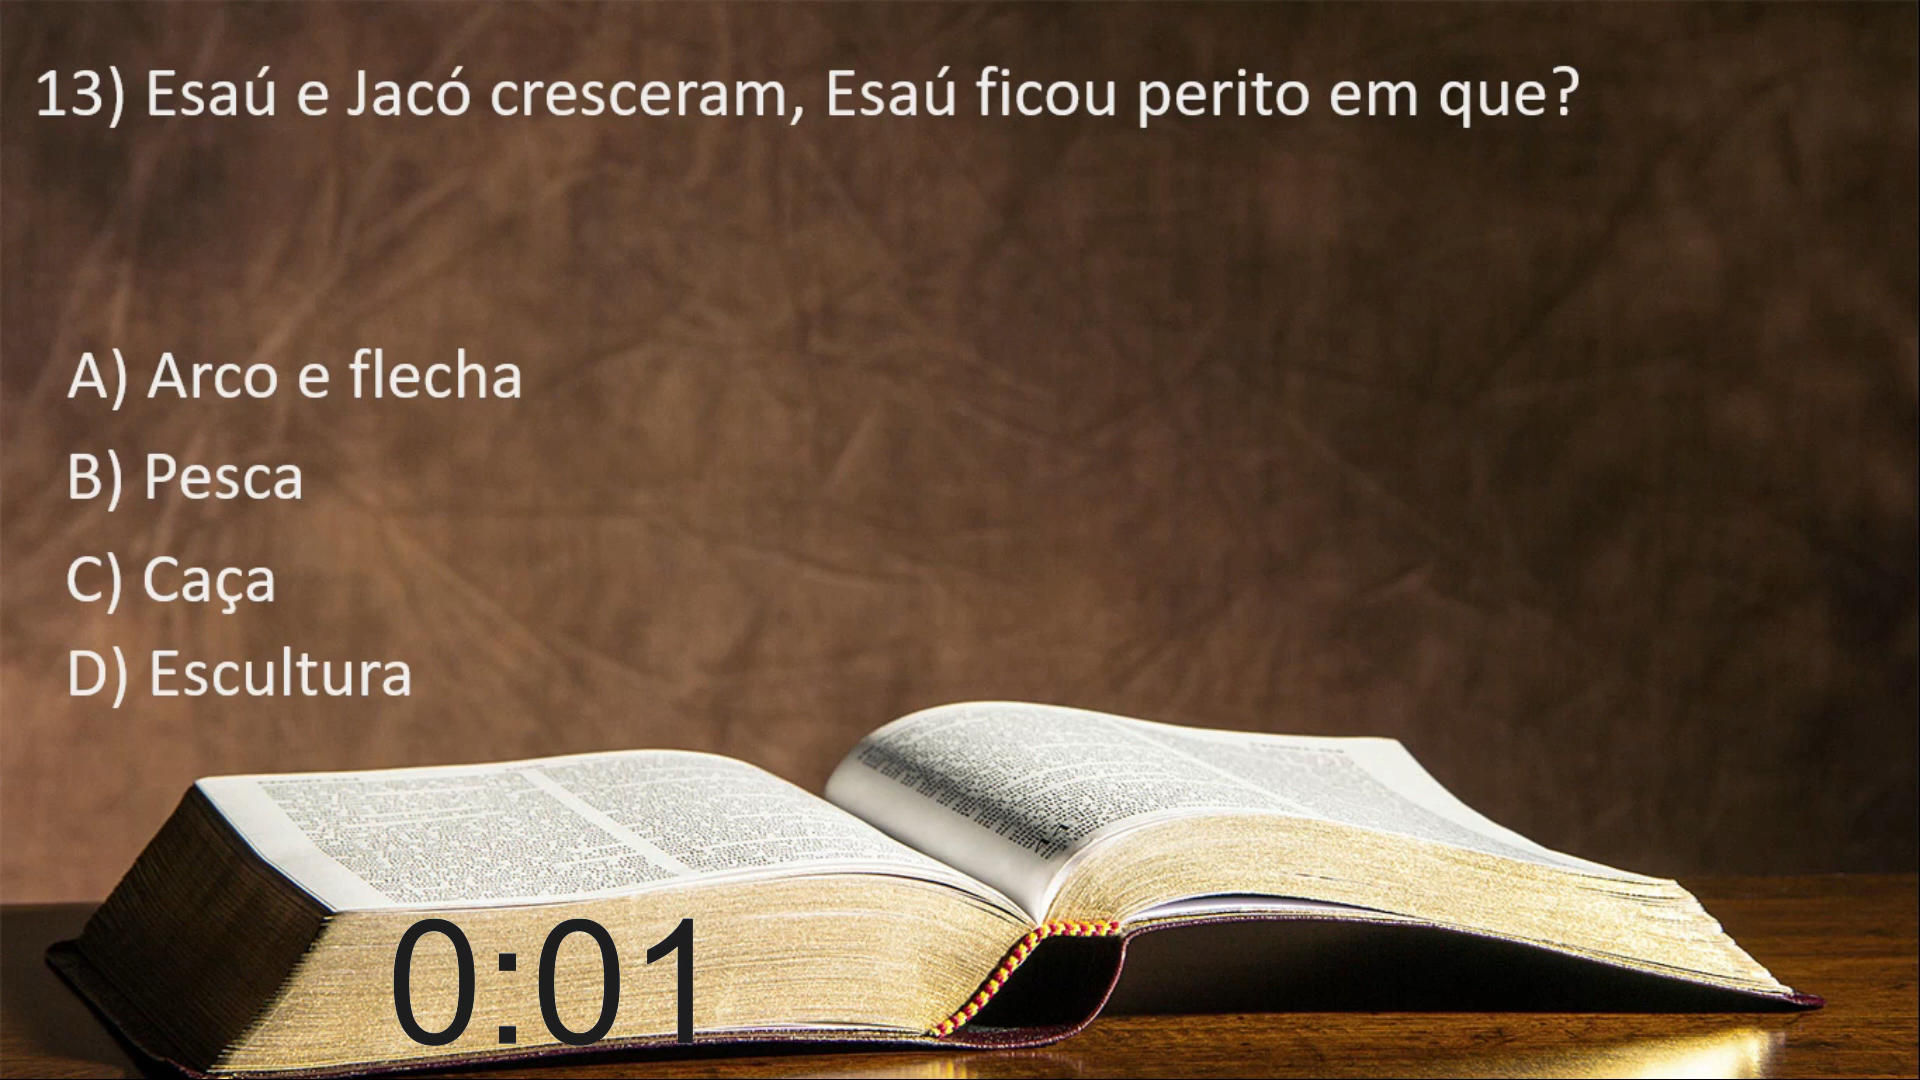 13) Esaú e Jacó cresceram, Esaú ficou perito em que?
A) Arco e flecha
B) Pesca
C) Caça
D) Escultura
0:01